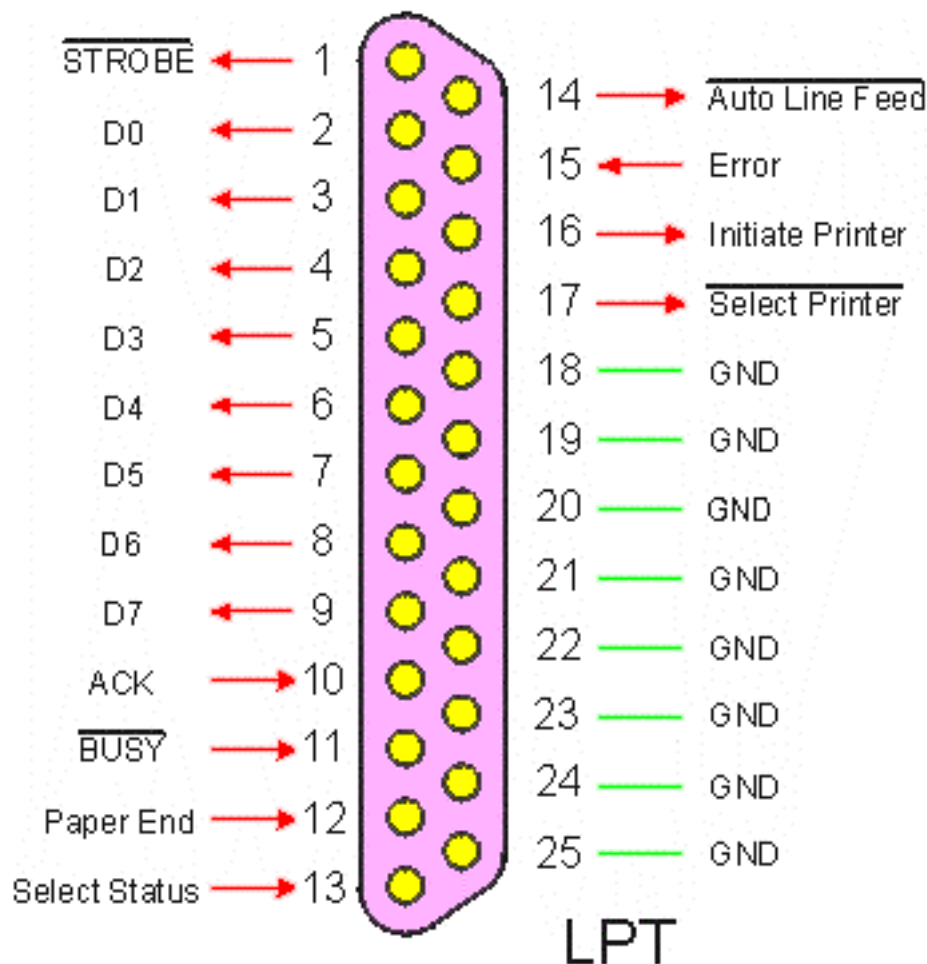 STROBE 1
D0 2
D1 3
D2 4
D3 5
D4 6
D5 7
D6 8
D7 9
ACK 10
BUSY 11
Paper End 12
Select Status 13
14 Auto Line Feed
15 Error
16 Initiate Printer
17 Select Printer
18 GND
19 GND
20 GND
21 GND
22 GND
23 GND
24 GND
25 GND
LPT